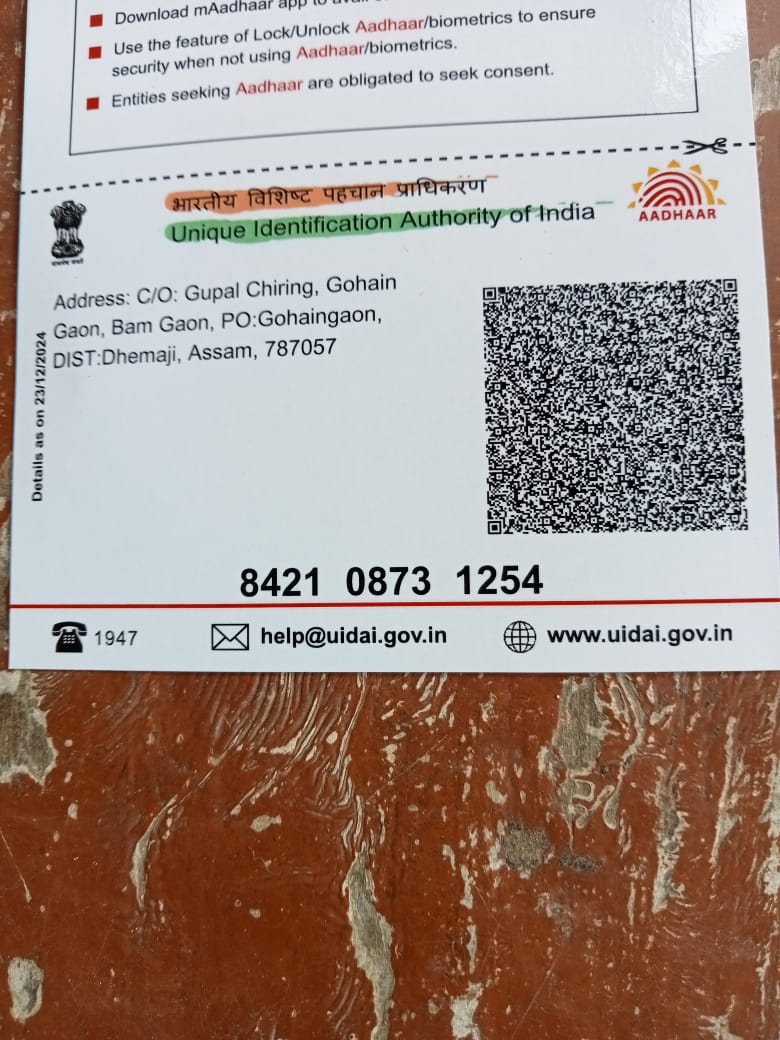 Download mAadhaar app to
Use the feature of Lock/Unlock Aadhaar/biometrics to ensure
security when not using Aadhaar/biometrics.
Entities seeking Aadhaar are obligated to seek consent.
भारतीय विशिष्ट पहचान प्राधिकरण
Unique Identification Authority of India
AADHAAR
Address: C/O: Gupal Chiring, Gohain
Gaon, Bam Gaon, PO:Gohaingaon,
DIST:Dhemaji, Assam, 787057
Details as on 23/12/2024
8421 0873 1254
1947
help@uidai.gov.in
www.uidai.gov.in